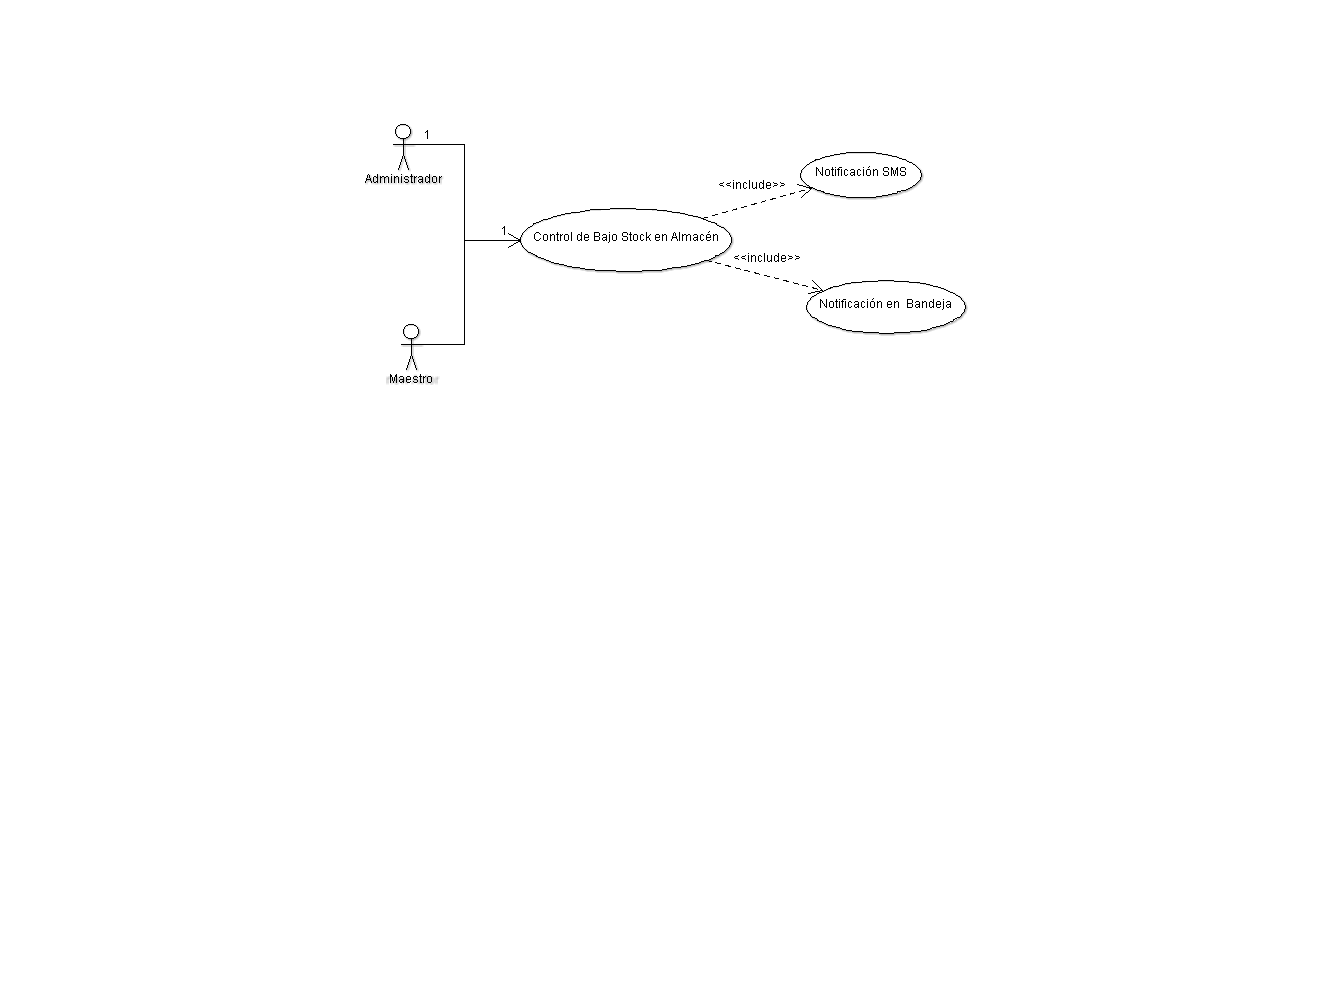 1
Administrador
Notificación SMS
<<include>>
1
Control de Bajo Stock en Almacén
<<include>>
Notificación en  Bandeja
Maestro